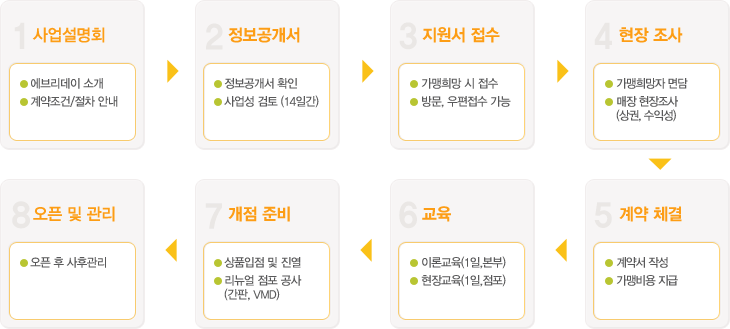 1 사업설명회
● 에브리데이 소개
● 계약조건/절차 안내
2 정보공개서
● 정보공개서 확인
● 사업성 검토 (14일간)
3 지원서 접수
● 가맹희망 시 접수
● 방문, 우편접수 가능
4 현장 조사
● 가맹희망자 면담
● 매장 현장조사
(상권, 수익성)
5 계약 체결
● 계약서 작성
● 가맹비용 지급
6 교육
● 이론교육(1일,본부)
● 현장교육(1일,점포)
7 개점 준비
● 상품입점 및 진열
● 리뉴얼 점포 공사
(간판, VMD)
8 오픈 및 관리
● 오픈 후 사후관리